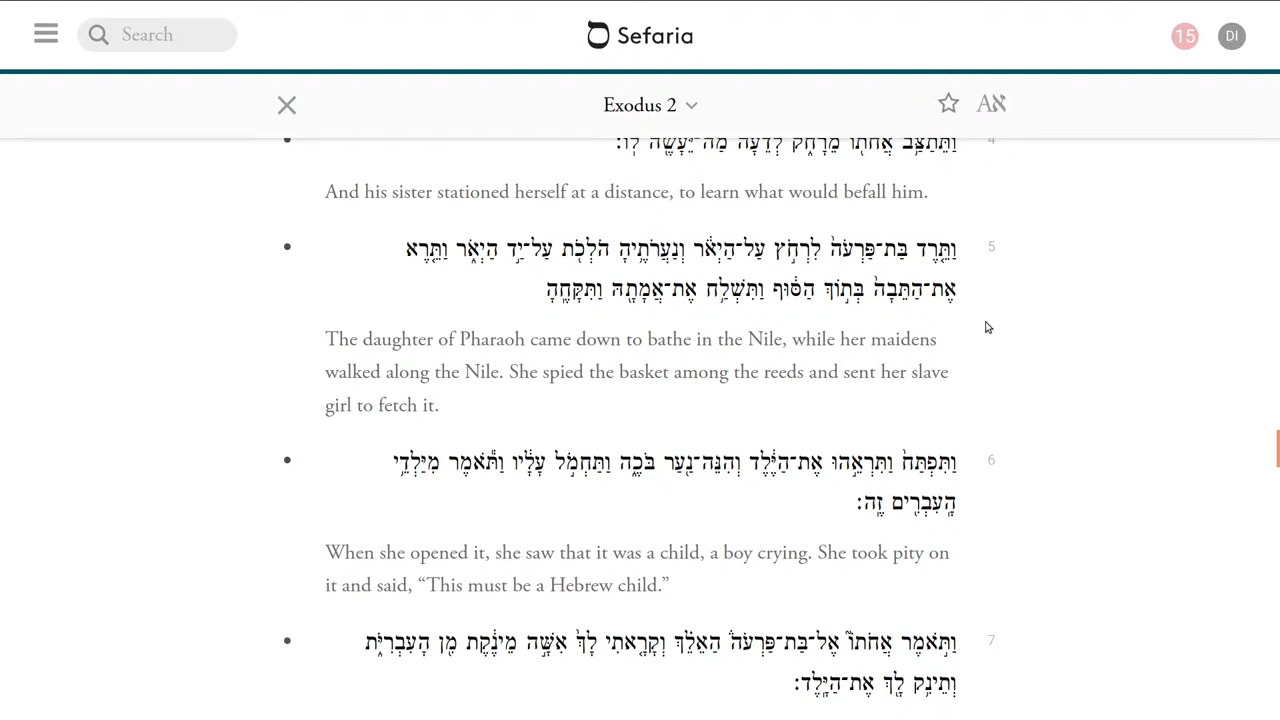 Search
Sefaria
15
DI
Exodus 2
Aא
4
וַתֵּתַצַּ֥ב אֲחֹת֖וֹ מֵרָחֹ֑ק לְדֵעָ֕ה מַה־יֵּעָשֶׂ֖ה לֽוֹ׃
And his sister stationed herself at a distance, to learn what would befall him.
5
וַתֵּ֤רֶד בַּת־פַּרְעֹה֙ לִרְחֹ֣ץ עַל־הַיְאֹ֔ר וְנַעֲרֹתֶ֥יהָ הֹלְכֹ֖ת עַל־יַ֣ד הַיְאֹ֑ר וַתֵּ֤רֶא
אֶת־הַתֵּבָה֙ בְּת֣וֹךְ הַסּ֔וּף וַתִּשְׁלַ֥ח אֶת־אֲמָתָ֖הּ וַתִּקָּחֶֽהָ
The daughter of Pharaoh came down to bathe in the Nile, while her maidens
walked along the Nile. She spied the basket among the reeds and sent her slave
girl to fetch it.
6
וַתִּפְתַּח֙ וַתִּרְאֵ֣הוּ אֶת־הַיֶּ֔לֶד וְהִנֵּה־נַ֖עַר בֹּכֶ֑ה וַתַּחְמֹ֣ל עָלָ֔יו וַתֹּ֕אמֶר מִיַּלְדֵ֥י
הָֽעִבְרִ֖ים זֶֽה׃
When she opened it, she saw that it was a child, a boy crying. She took pity on
it and said, “This must be a Hebrew child.”
7
וַתֹּ֣אמֶר אֲחֹתוֹ֮ אֶל־בַּת־פַּרְעֹה֒ הַאֵלֵ֗ךְ וְקָרָ֤אתִי לָךְ֙ אִשָּׁ֣ה מֵינֶ֔קֶת מִ֖ן הָעִבְרִיֹּ֑ת
וְתֵינִ֥ק לָ֖ךְ אֶת־הַיָּֽלֶד׃